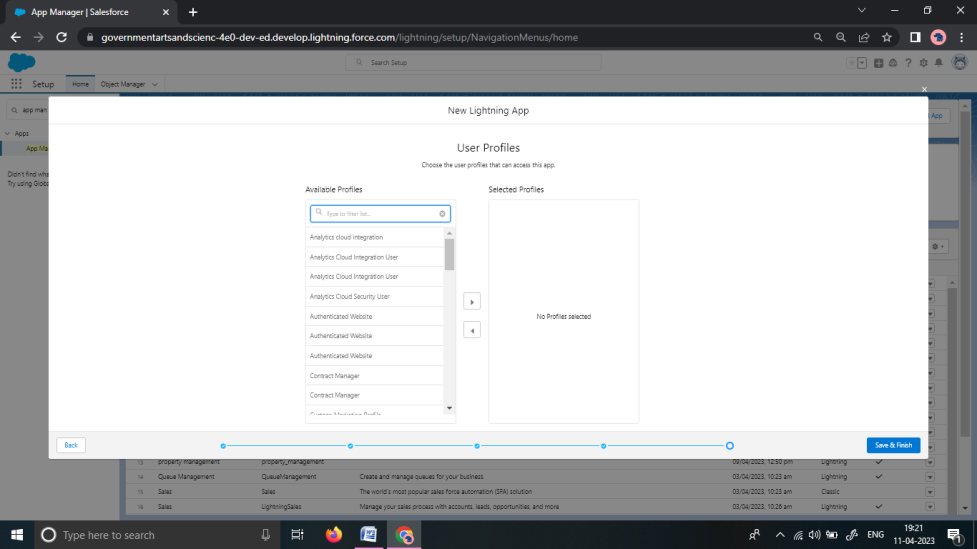 App Manager | Salesforce
governmentartsandscienc-4e0-dev-ed.develop.lightning.force.com/lightning/setup/NavigationMenus/home
Search Setup
Setup
Home
Object Manager
app man
Apps
App Ma
Didn't find wha
Try using Globa
App
New Lightning App
User Profiles
Choose the user profiles that can access this app.
Available Profiles
Selected Profiles
Type to filter list...
Analytics cloud integration
Analytics Cloud Integration User
Analytics Cloud Integration User
Analytics Cloud Security User
Authenticated Website
Authenticated Website
Authenticated Website
Contract Manager
Contract Manager
Custom: Marketing Profile
No Profiles selected
Back
Save & Finish
13 property management property_management 09/04/2023, 12:50 pm Lightning
14 Queue Management QueueManagement Create and manage queues for your business 03/04/2023, 10:23 am Lightning
15 Sales Sales The world's most popular sales force automation (SFA) solution 03/04/2023, 10:23 am Classic
16 Sales LightningSales Manage your sales process with accounts, leads, opportunities, and more 03/04/2023, 10:26 am Lightning
Type here to search
ENG
19:21
11-04-2023
1